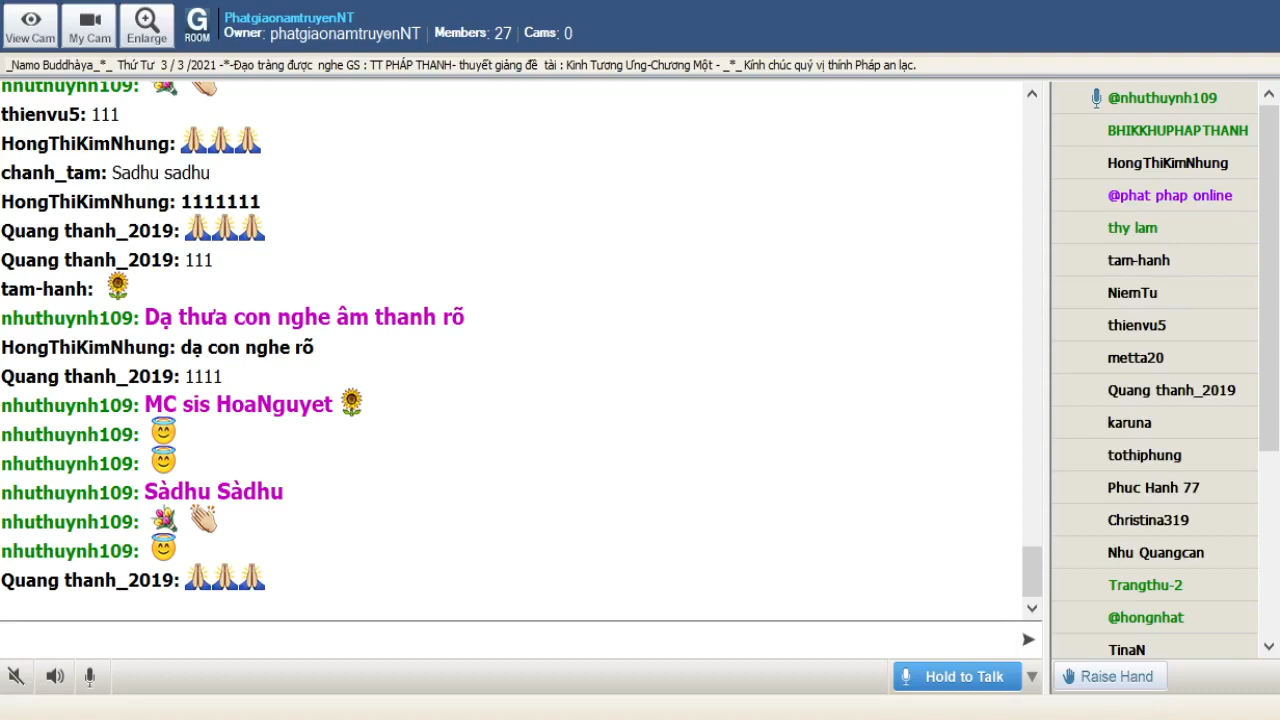 View Cam
My Cam
Enlarge
G
ROOM
PhatgiaonamtruyenNT
Owner: phatgiaonamtruyenNT
Members: 27
Cams: 0
_Namo Buddhàya_*_ Thứ Tư 3 / 3 /2021 -*-Đạo tràng được nghe GS : TT PHÁP THANH- thuyết giảng đề tài : Kinh Tương Ưng-Chương Một - _*_ Kính chúc quý vị thính Pháp an lạc.
nhuthuynh109:
thienvu5: 111
HongThiKimNhung:
chanh_tam: Sadhu sadhu
HongThiKimNhung: 1111111
Quang thanh_2019:
Quang thanh_2019: 111
tam-hanh:
nhuthuynh109: Dạ thưa con nghe âm thanh rõ
HongThiKimNhung: dạ con nghe rõ
Quang thanh_2019: 1111
nhuthuynh109: MC sis HoaNguyet
nhuthuynh109:
nhuthuynh109:
nhuthuynh109: Sàdhu Sàdhu
nhuthuynh109:
nhuthuynh109:
Quang thanh_2019:
@nhuthuynh109
BHIKKHUPHAPTHANH
HongThiKimNhung
@phat phap online
thy lam
tam-hanh
NiemTu
thienvu5
metta20
Quang thanh_2019
karuna
tothiphung
Phuc Hanh 77
Christina319
Nhu Quangcan
Trangthu-2
@hongnhat
TinaN
Hold to Talk
Raise Hand